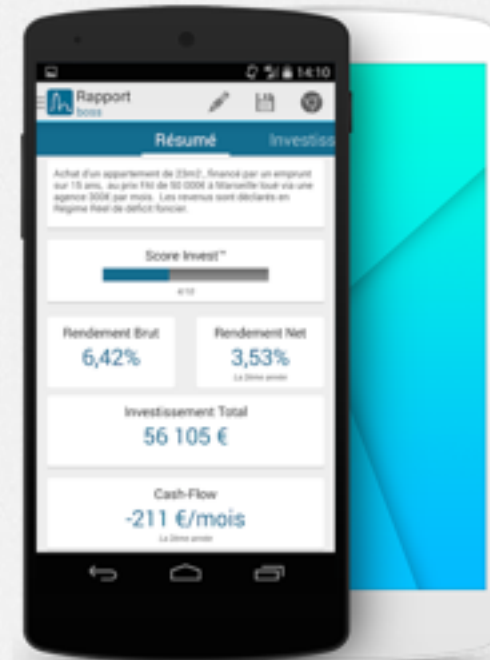 14:10
Rapport
boss
Résumé
Investiss
Achat d'un appartement de 23m2, financé par un emprunt
sur 15 ans, au prix FAI de 50 000€ à Marseille loué via une
agence 300€ par mois. Les revenus sont déclarés en
Régime Réel de déficit foncier.
Score Invest™
4/10
Rendement Brut
6,42%
Rendement Net
3,53%
La 2ème année
Investissement Total
56 105 €
Cash-Flow
-211 €/mois
La 2ème année